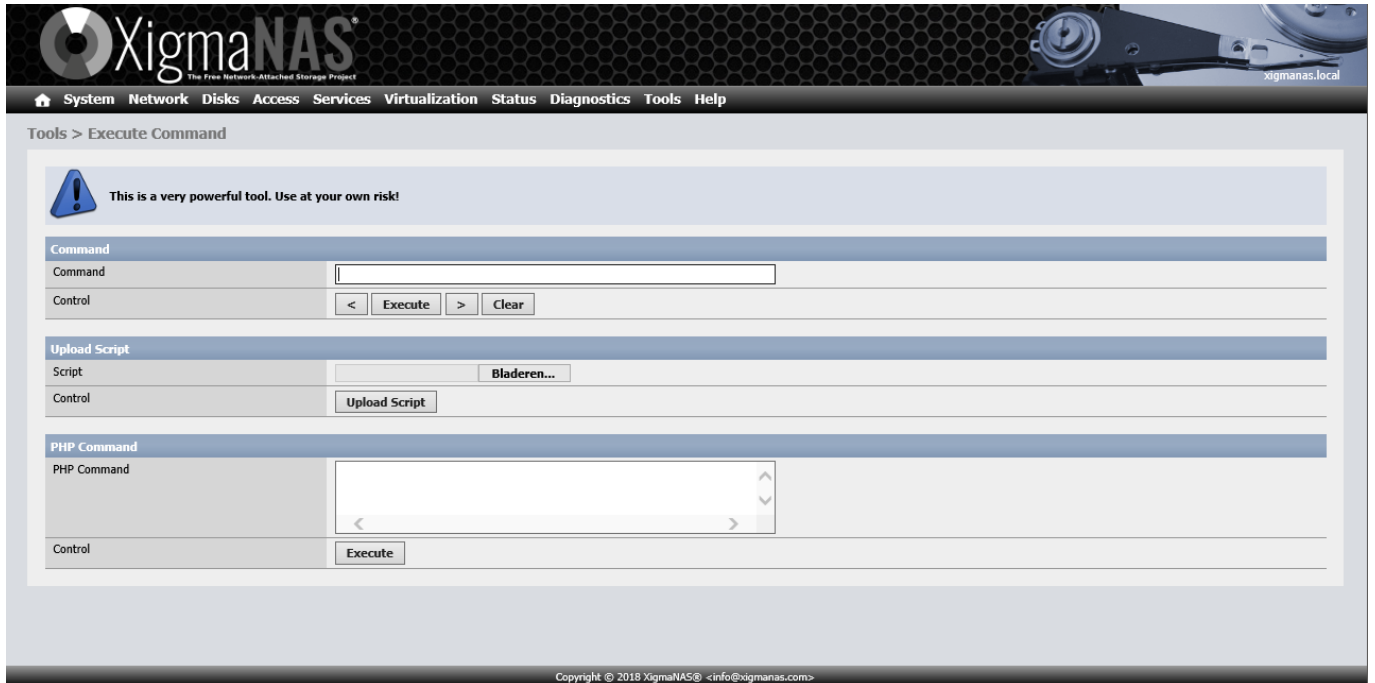 XigmaNAS®
The Free Network-Attached Storage Project
xigmanas.local
System Network Disks Access Services Virtualization Status Diagnostics Tools Help
Tools > Execute Command
This is a very powerful tool. Use at your own risk!
Command
Command
Control < Execute > Clear
Upload Script
Script Bladeren...
Control Upload Script
PHP Command
PHP Command
Control Execute
Copyright © 2018 XigmaNAS® <info@xigmanas.com>